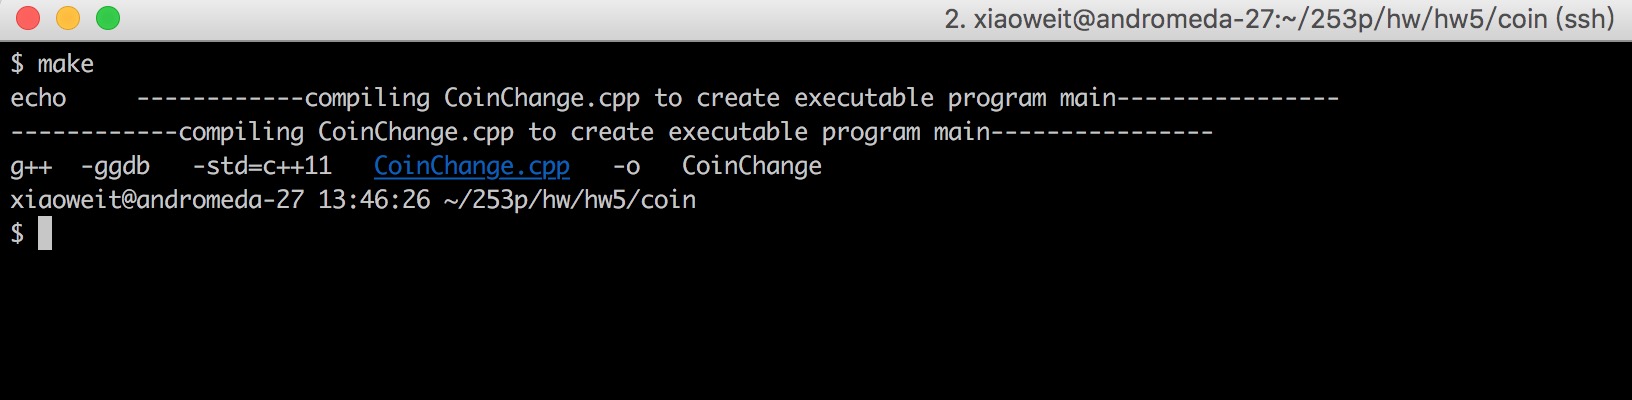 2. xiaoweit@andromeda-27:~/253p/hw/hw5/coin (ssh)
$ make
echo     ------------compiling CoinChange.cpp to create executable program main----------------
------------compiling CoinChange.cpp to create executable program main----------------
g++  -ggdb   -std=c++11   CoinChange.cpp   -o   CoinChange
xiaoweit@andromeda-27 13:46:26 ~/253p/hw/hw5/coin
$